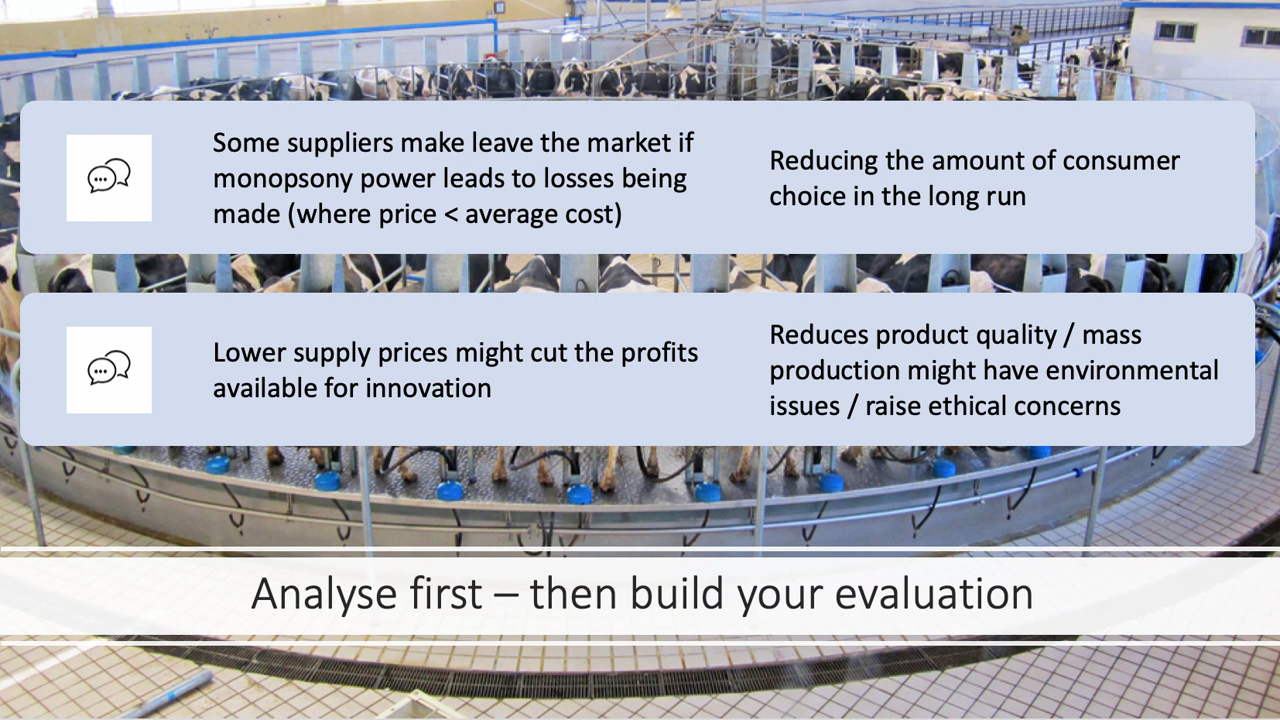 Some suppliers make leave the market if
monopsony power leads to losses being
made (where price < average cost)
Reducing the amount of consumer
choice in the long run
Lower supply prices might cut the profits
available for innovation
Reduces product quality / mass
production might have environmental
issues / raise ethical concerns
Analyse first – then build your evaluation